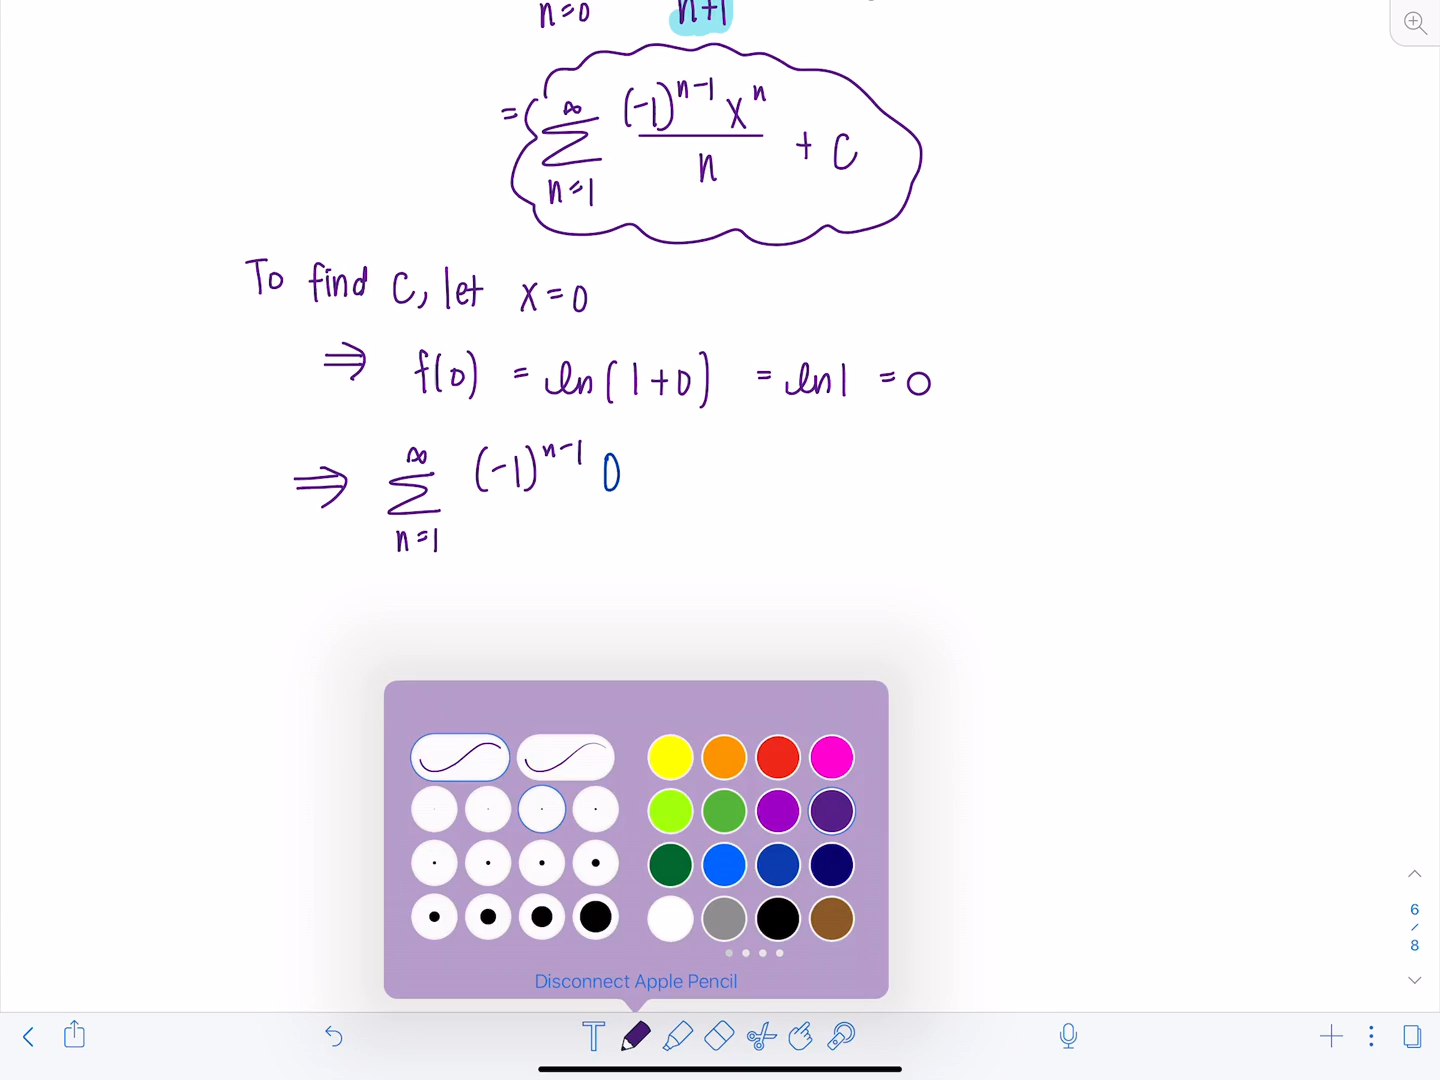 n=0 n+1
= ∞ ∑ n=1 (-1)^{n-1} x^n / n + C
To find C, let x=0
⇒ f(0) = ln(1+0) = ln1 = 0
⇒ ∞ ∑ n=1 (-1)^{n-1} 0
Disconnect Apple Pencil
6
/
8
T